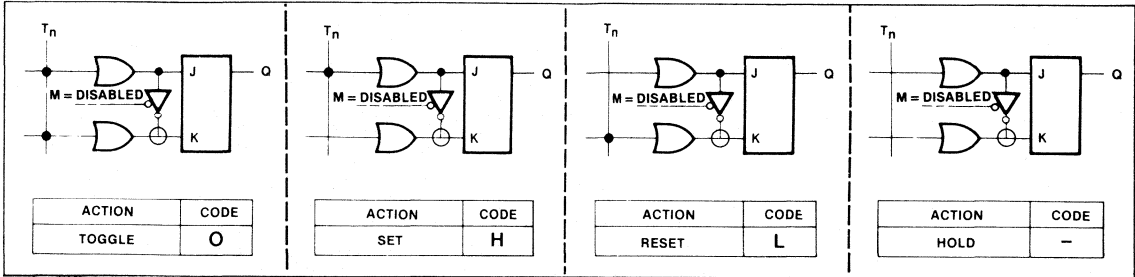 Tn
J
Q
M = DISABLED
K
ACTION CODE
TOGGLE O
Tn
J
Q
M = DISABLED
K
ACTION CODE
SET H
Tn
J
Q
M = DISABLED
K
ACTION CODE
RESET L
Tn
J
Q
M = DISABLED
K
ACTION CODE
HOLD –